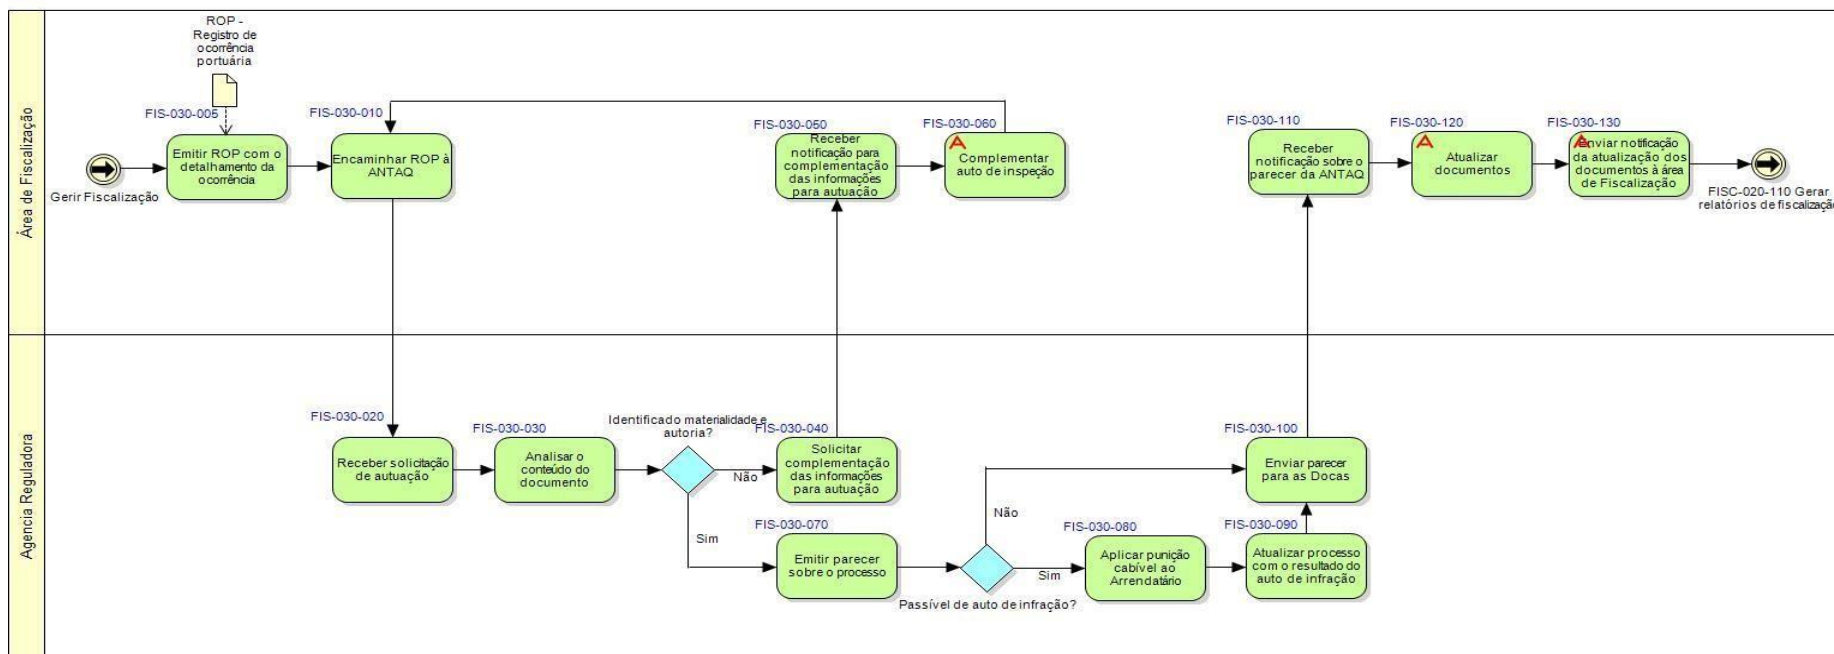 Área de Fiscalização
ROP -
Registro de
ocorrência
portuária
FIS-030-005
Emitir ROP com o
detalhamento da
ocorrência
Gerir Fiscalização
FIS-030-010
Encaminhar ROP à
ANTAQ
FIS-030-050
Receber
notificação para
complementação
das informações
para autuação
FIS-030-060
Complementar
auto de inspeção
FIS-030-110
Receber
notificação sobre o
parecer da ANTAQ
FIS-030-120
Atualizar
documentos
FIS-030-130
Enviar notificação
da atualização dos
documentos à área
de Fiscalização
FISC-020-110 Gerar
relatórios de fiscalização
Agencia Reguladora
FIS-030-020
Receber solicitação
de autuação
FIS-030-030
Analisar o
conteúdo do
documento
Identificado materialidade e
autoria?
Não
Sim
FIS-030-040
Solicitar
complementação
das informações
para autuação
FIS-030-070
Emitir parecer
sobre o processo
Passível de auto de infração?
Não
Sim
FIS-030-080
Aplicar punição
cabível ao
Arrendatário
FIS-030-090
Atualizar processo
com o resultado do
auto de infração
FIS-030-100
Enviar parecer
para as Docas